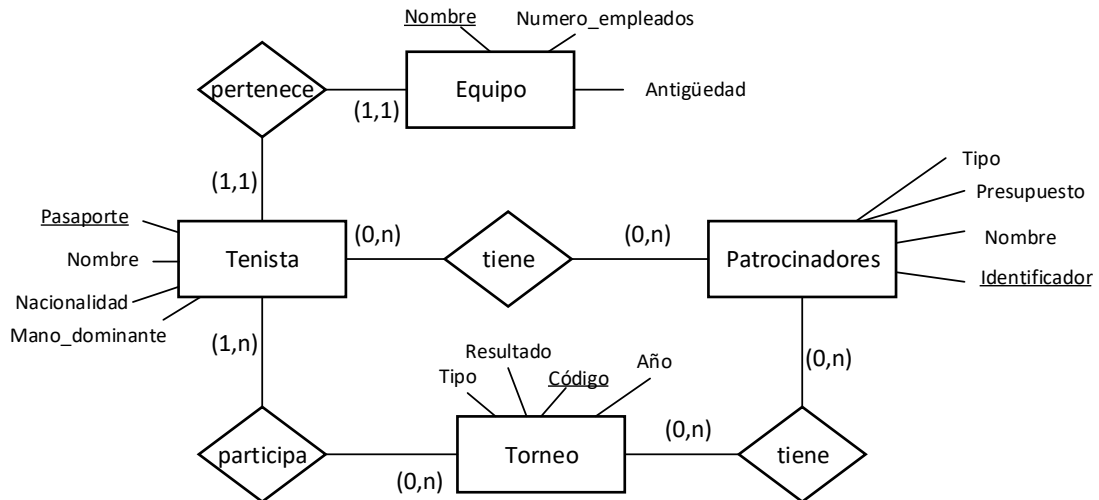 Nombre
Numero_empleados
pertenece
Equipo
Antigüedad
(1,1)
(1,1)
Tipo
Presupuesto
Pasaporte
(0,n)
(0,n)
Nombre
Nombre
Tenista
tiene
Patrocinadores
Identificador
Nacionalidad
Mano_dominante
(1,n)
Resultado
Año
(0,n)
Tipo
Código
(0,n)
participa
Torneo
tiene
(0,n)